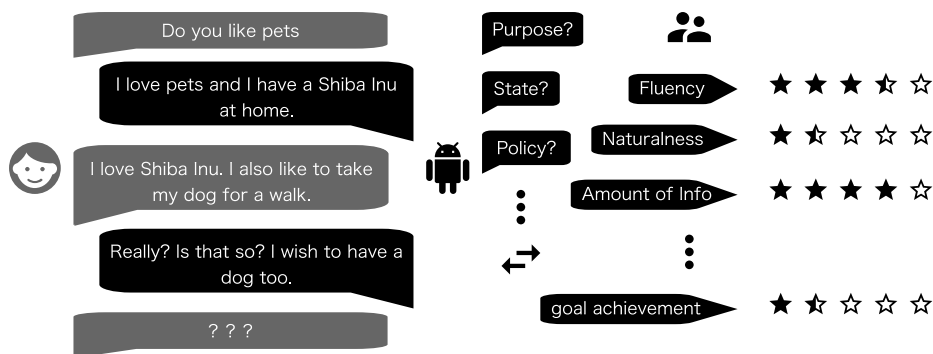 Do you like pets
I love pets and I have a Shiba Inu
at home.
I love Shiba Inu. I also like to take
my dog for a walk.
Really? Is that so? I wish to have a
dog too.
? ? ?
Purpose?
State?
Policy?
Fluency
Naturalness
Amount of Info
goal achievement